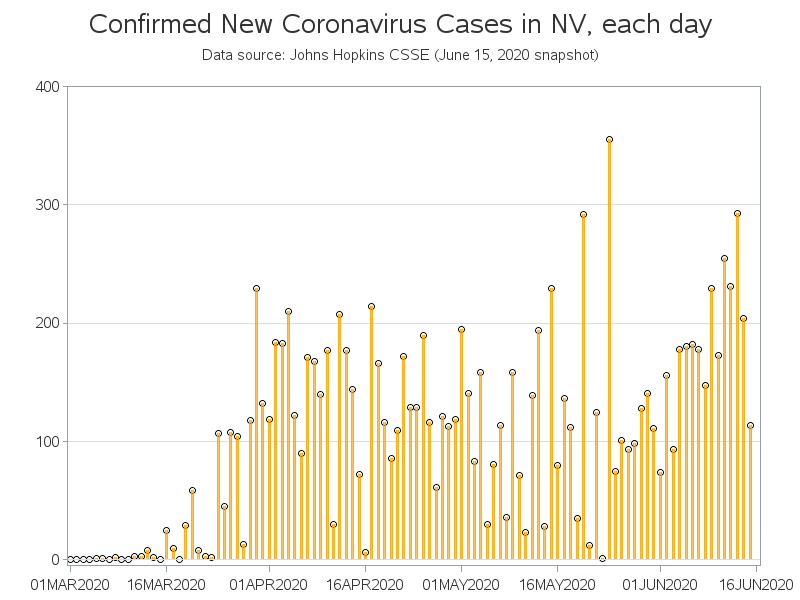 Confirmed New Coronavirus Cases in NV, each day
Data source: Johns Hopkins CSSE (June 15, 2020 snapshot)
400
300
200
100
0
01MAR2020 16MAR2020 01APR2020 16APR2020 01MAY2020 16MAY2020 01JUN2020 16JUN2020